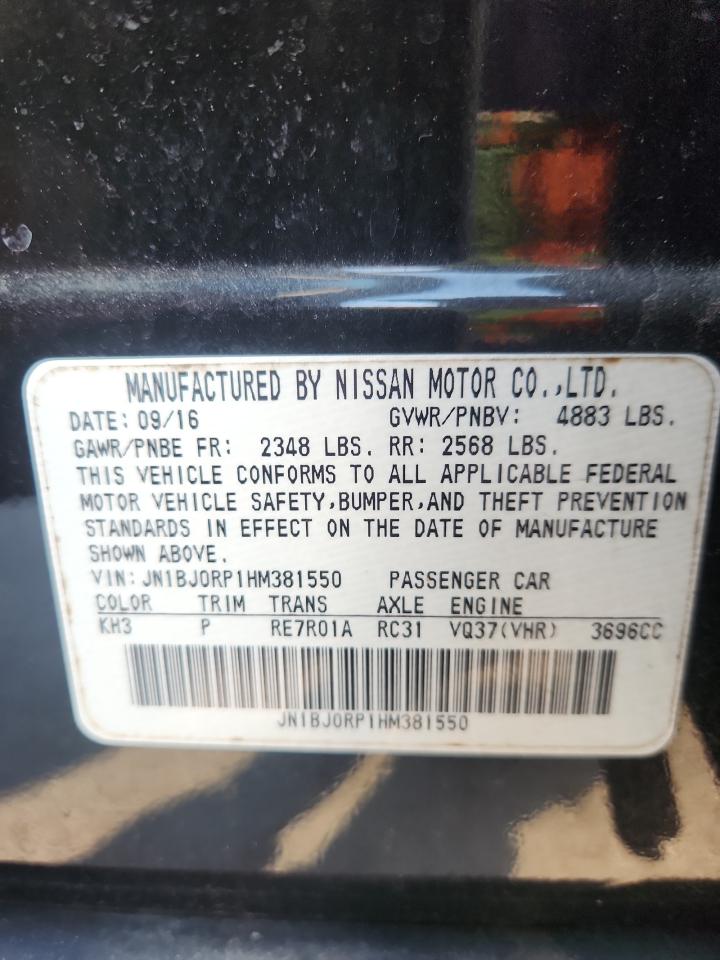 MANUFACTURED BY NISSAN MOTOR CO.,LTD.
DATE: 09/16 GVWR/PNBV: 4883 LBS.
GAWR/PNBE FR: 2348 LBS. RR: 2568 LBS.
THIS VEHICLE CONFORMS TO ALL APPLICABLE FEDERAL
MOTOR VEHICLE SAFETY,BUMPER,AND THEFT PREVENTION
STANDARDS IN EFFECT ON THE DATE OF MANUFACTURE
SHOWN ABOVE.
VIN: JN1BJ0RP1HM381550 PASSENGER CAR
COLOR TRIM TRANS AXLE ENGINE
KH3 P RE7R01A RC31 VQ37(VHR) 3696CC
JN1BJ0RP1HM381550